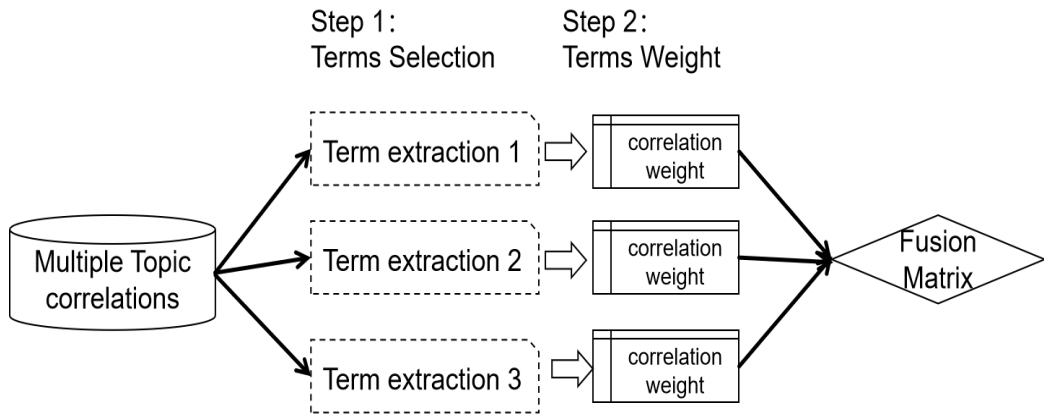 Step 1:
Terms Selection
Step 2:
Terms Weight
Term extraction 1
correlation
weight
Multiple Topic
correlations
Term extraction 2
correlation
weight
Fusion
Matrix
Term extraction 3
correlation
weight